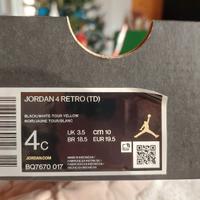 JORDAN 4 RETRO (TD)
BLACK/WHITE-TOUR YELLOW
NOIR/JAUNE TOUR/BLANC
4C
UK 3.5
CM 10
BR 18.5
EUR 19.5
JORDAN.COM
BQ7670 017